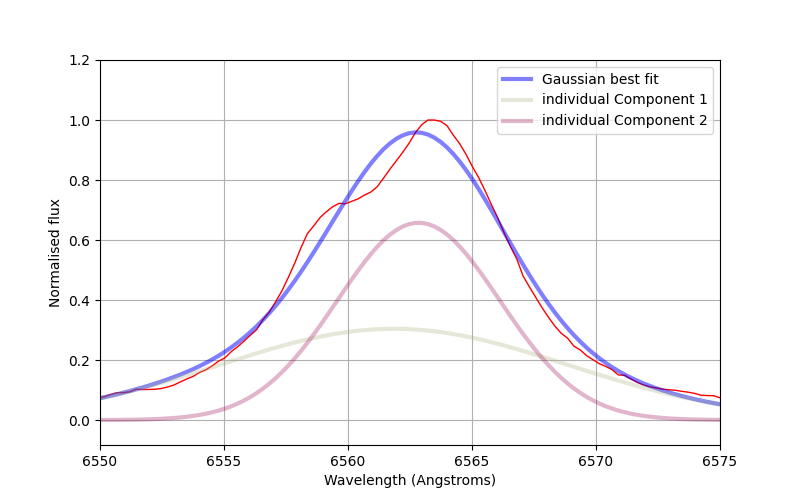 1.2
1.0
0.8
0.6
0.4
0.2
0.0
Normalised flux
Gaussian best fit
individual Component 1
individual Component 2
6550 6555 6560 6565 6570 6575
Wavelength (Angstroms)